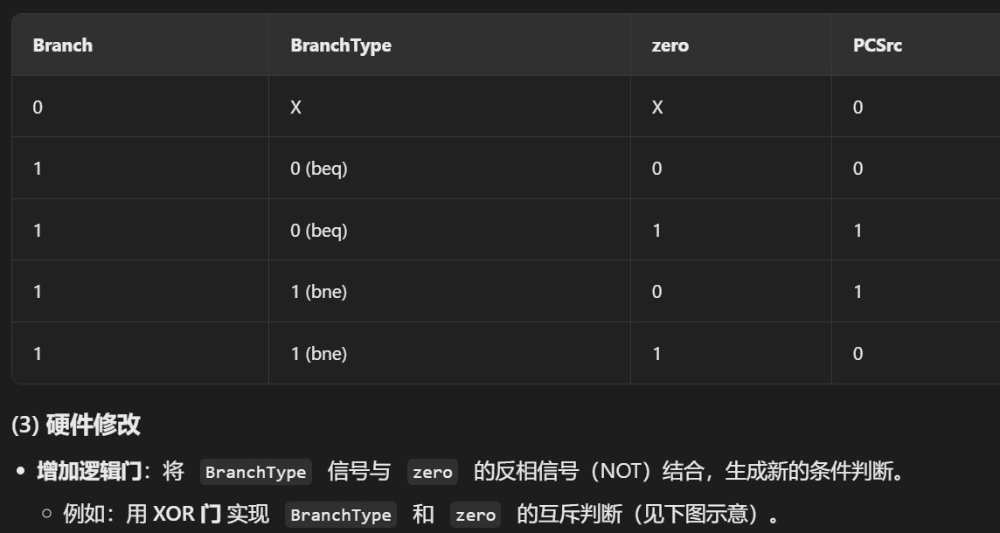 Branch BranchType zero PCSrc
0 X X 0
1 0 (beq) 0 0
1 0 (beq) 1 1
1 1 (bne) 0 1
1 1 (bne) 1 0
(3) 硬件修改
• 增加逻辑门：将 BranchType 信号与 zero 的反相信号（NOT）结合，生成新的条件判断。
◦ 例如：用 XOR 门 实现 BranchType 和 zero 的互斥判断（见下图示意）。